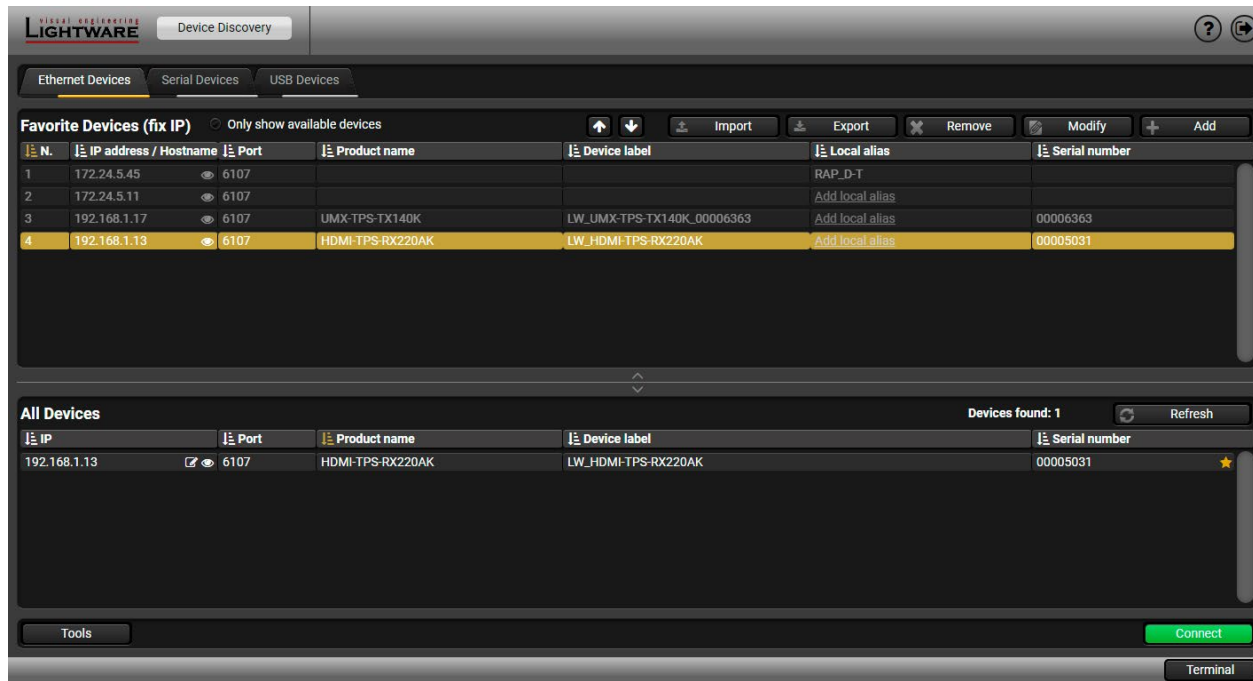 visual engineering
LIGHTWARE
Device Discovery
?
Ethernet Devices Serial Devices USB Devices
Favorite Devices (fix IP) Only show available devices Import Export Remove Modify Add
N. IP address / Hostname Port Product name Device label Local alias Serial number
1 172.24.5.45 6107 RAP_D-T
2 172.24.5.11 6107 Add local alias
3 192.168.1.17 6107 UMX-TPS-TX140K LW_UMX-TPS-TX140K_00006363 Add local alias 00006363
4 192.168.1.13 6107 HDMI-TPS-RX220AK LW_HDMI-TPS-RX220AK Add local alias 00005031
All Devices Devices found: 1 Refresh
IP Port Product name Device label Serial number
192.168.1.13 6107 HDMI-TPS-RX220AK LW_HDMI-TPS-RX220AK 00005031
Tools Connect
Terminal